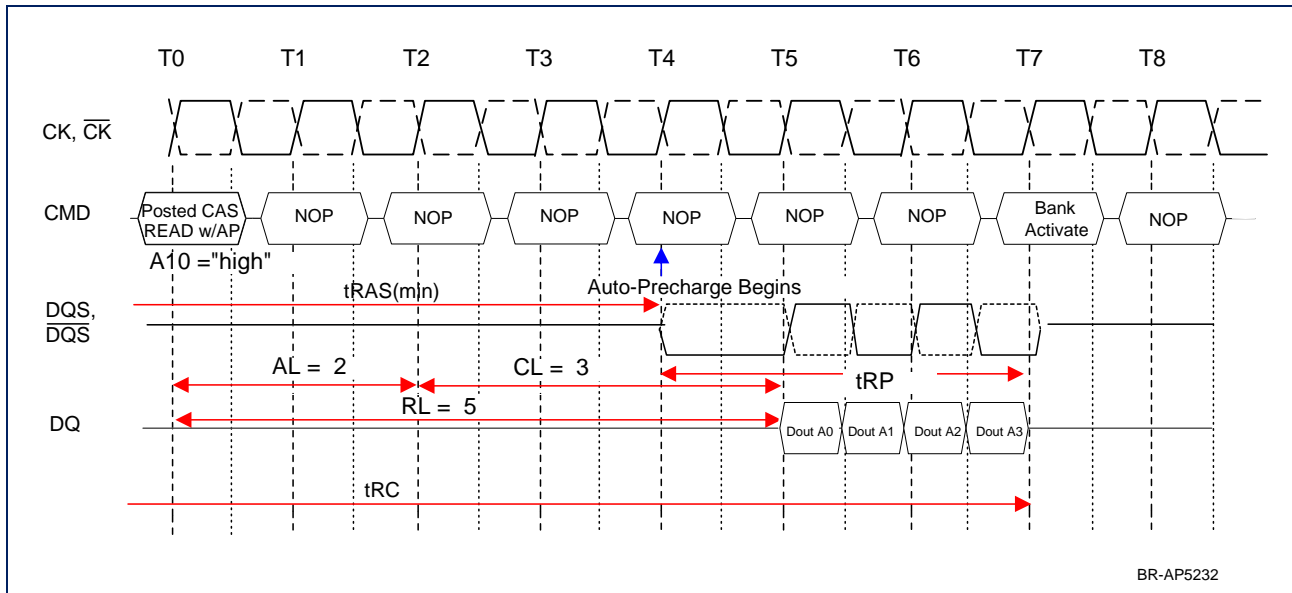 T0 T1 T2 T3 T4 T5 T6 T7 T8
CK, CK
CMD
Posted CAS
READ w/AP
NOP NOP NOP NOP NOP NOP
Bank
Activate
NOP
A10 ="high"
tRAS(min)
Auto-Precharge Begins
DQS,
DQS
AL = 2
CL = 3
tRP
RL = 5
DQ
Dout A0 Dout A1 Dout A2 Dout A3
tRC
BR-AP5232